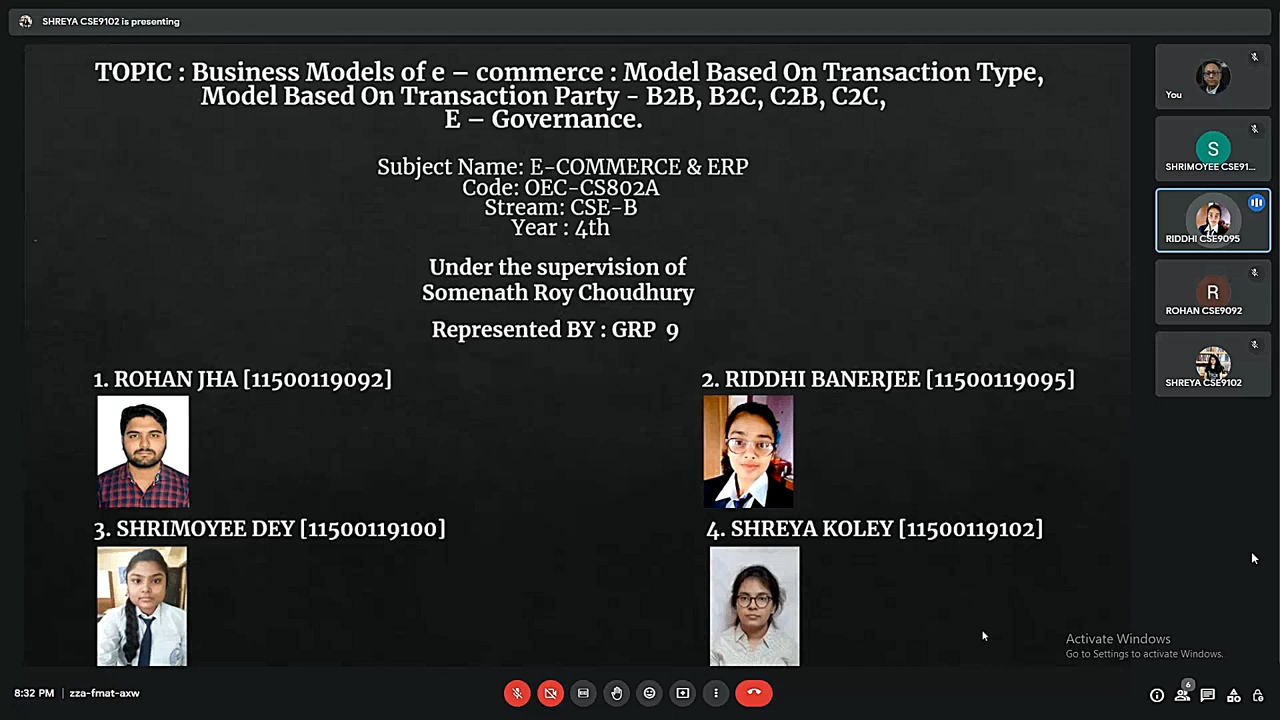 SHREYA CSE9102 is presenting
TOPIC : Business Models of e – commerce : Model Based On Transaction Type,
Model Based On Transaction Party - B2B, B2C, C2B, C2C,
E – Governance.
Subject Name: E-COMMERCE & ERP
Code: OEC-CS802A
Stream: CSE-B
Year : 4th
Under the supervision of
Somenath Roy Choudhury
Represented BY : GRP 9
1. ROHAN JHA [11500119092]
2. RIDDHI BANERJEE [11500119095]
3. SHRIMOYEE DEY [11500119100]
4. SHREYA KOLEY [11500119102]
You
S
SHRIMOYEE CSE91...
RIDDHI CSE9095
R
ROHAN CSE9092
SHREYA CSE9102
Activate Windows
Go to Settings to activate Windows.
8:32 PM | zza-fmat-axw
6